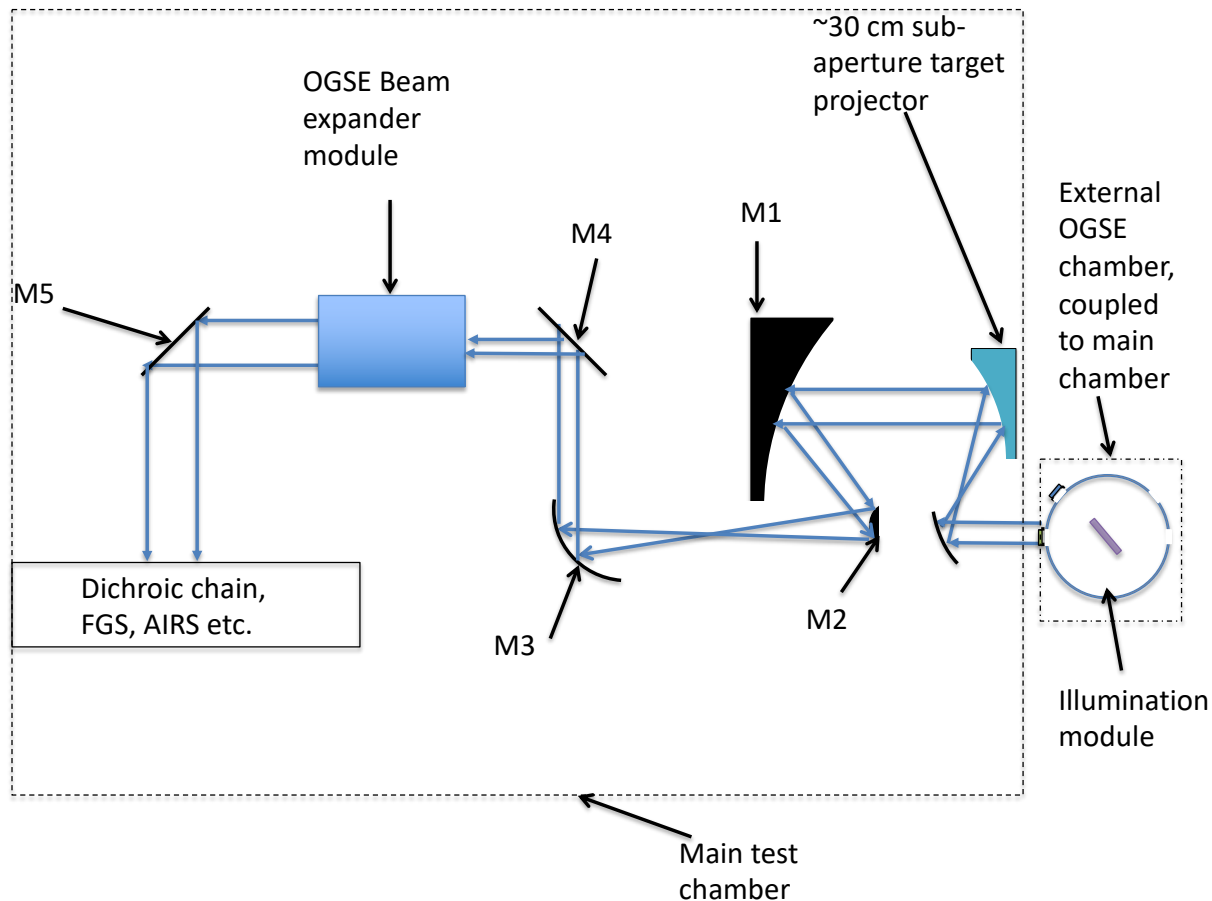 ~30 cm sub-
aperture target
projector
OGSE Beam
expander
module
External
OGSE
chamber,
coupled
to main
chamber
M1
M4
M5
Dichroic chain,
FGS, AIRS etc.
M3
M2
Illumination
module
Main test
chamber